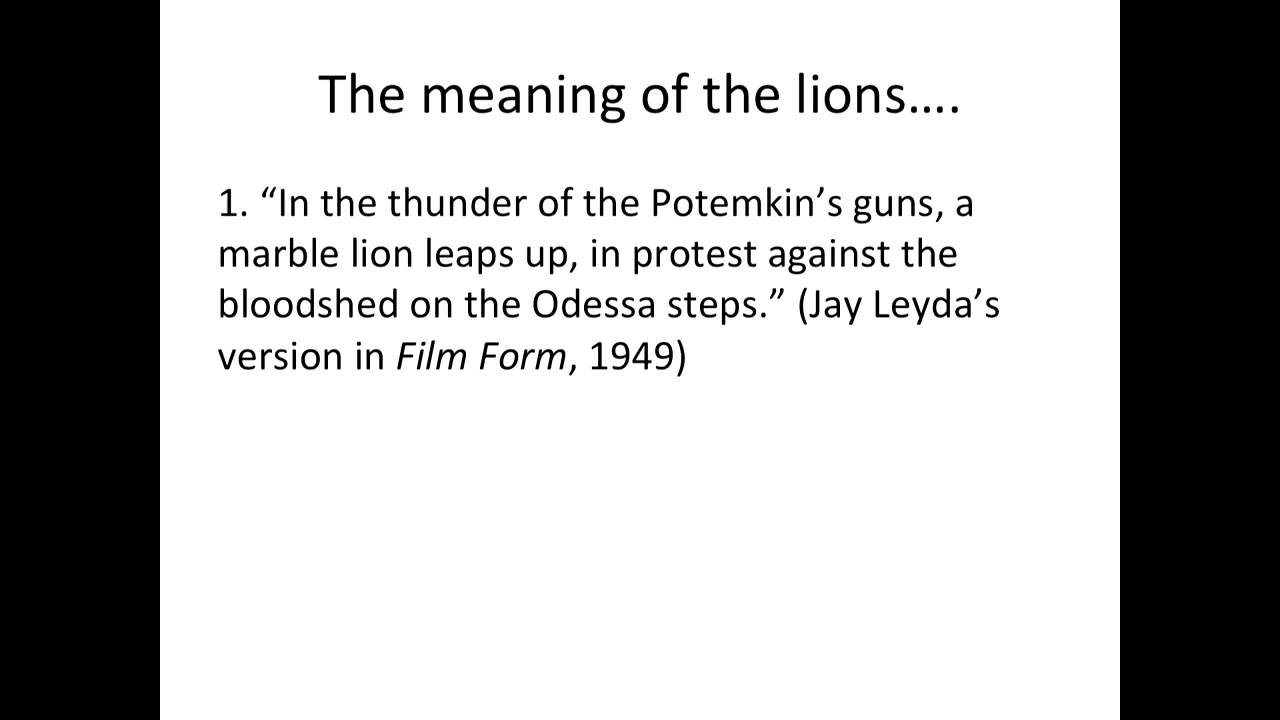 The meaning of the lions….
1. “In the thunder of the Potemkin’s guns, a
marble lion leaps up, in protest against the
bloodshed on the Odessa steps.” (Jay Leyda’s
version in Film Form, 1949)